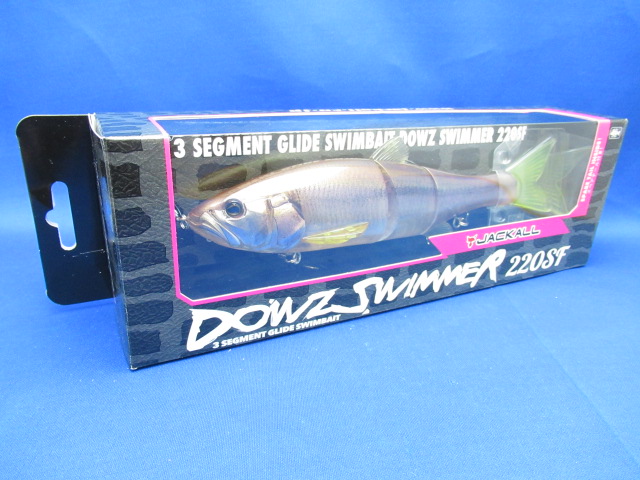 3 SEGMENT GLIDE SWIMBAIT DOWZ SWIMMER 220SF
JACKALL
DOWZ SWIMMER 220SF
3 SEGMENT GLIDE SWIMBAIT